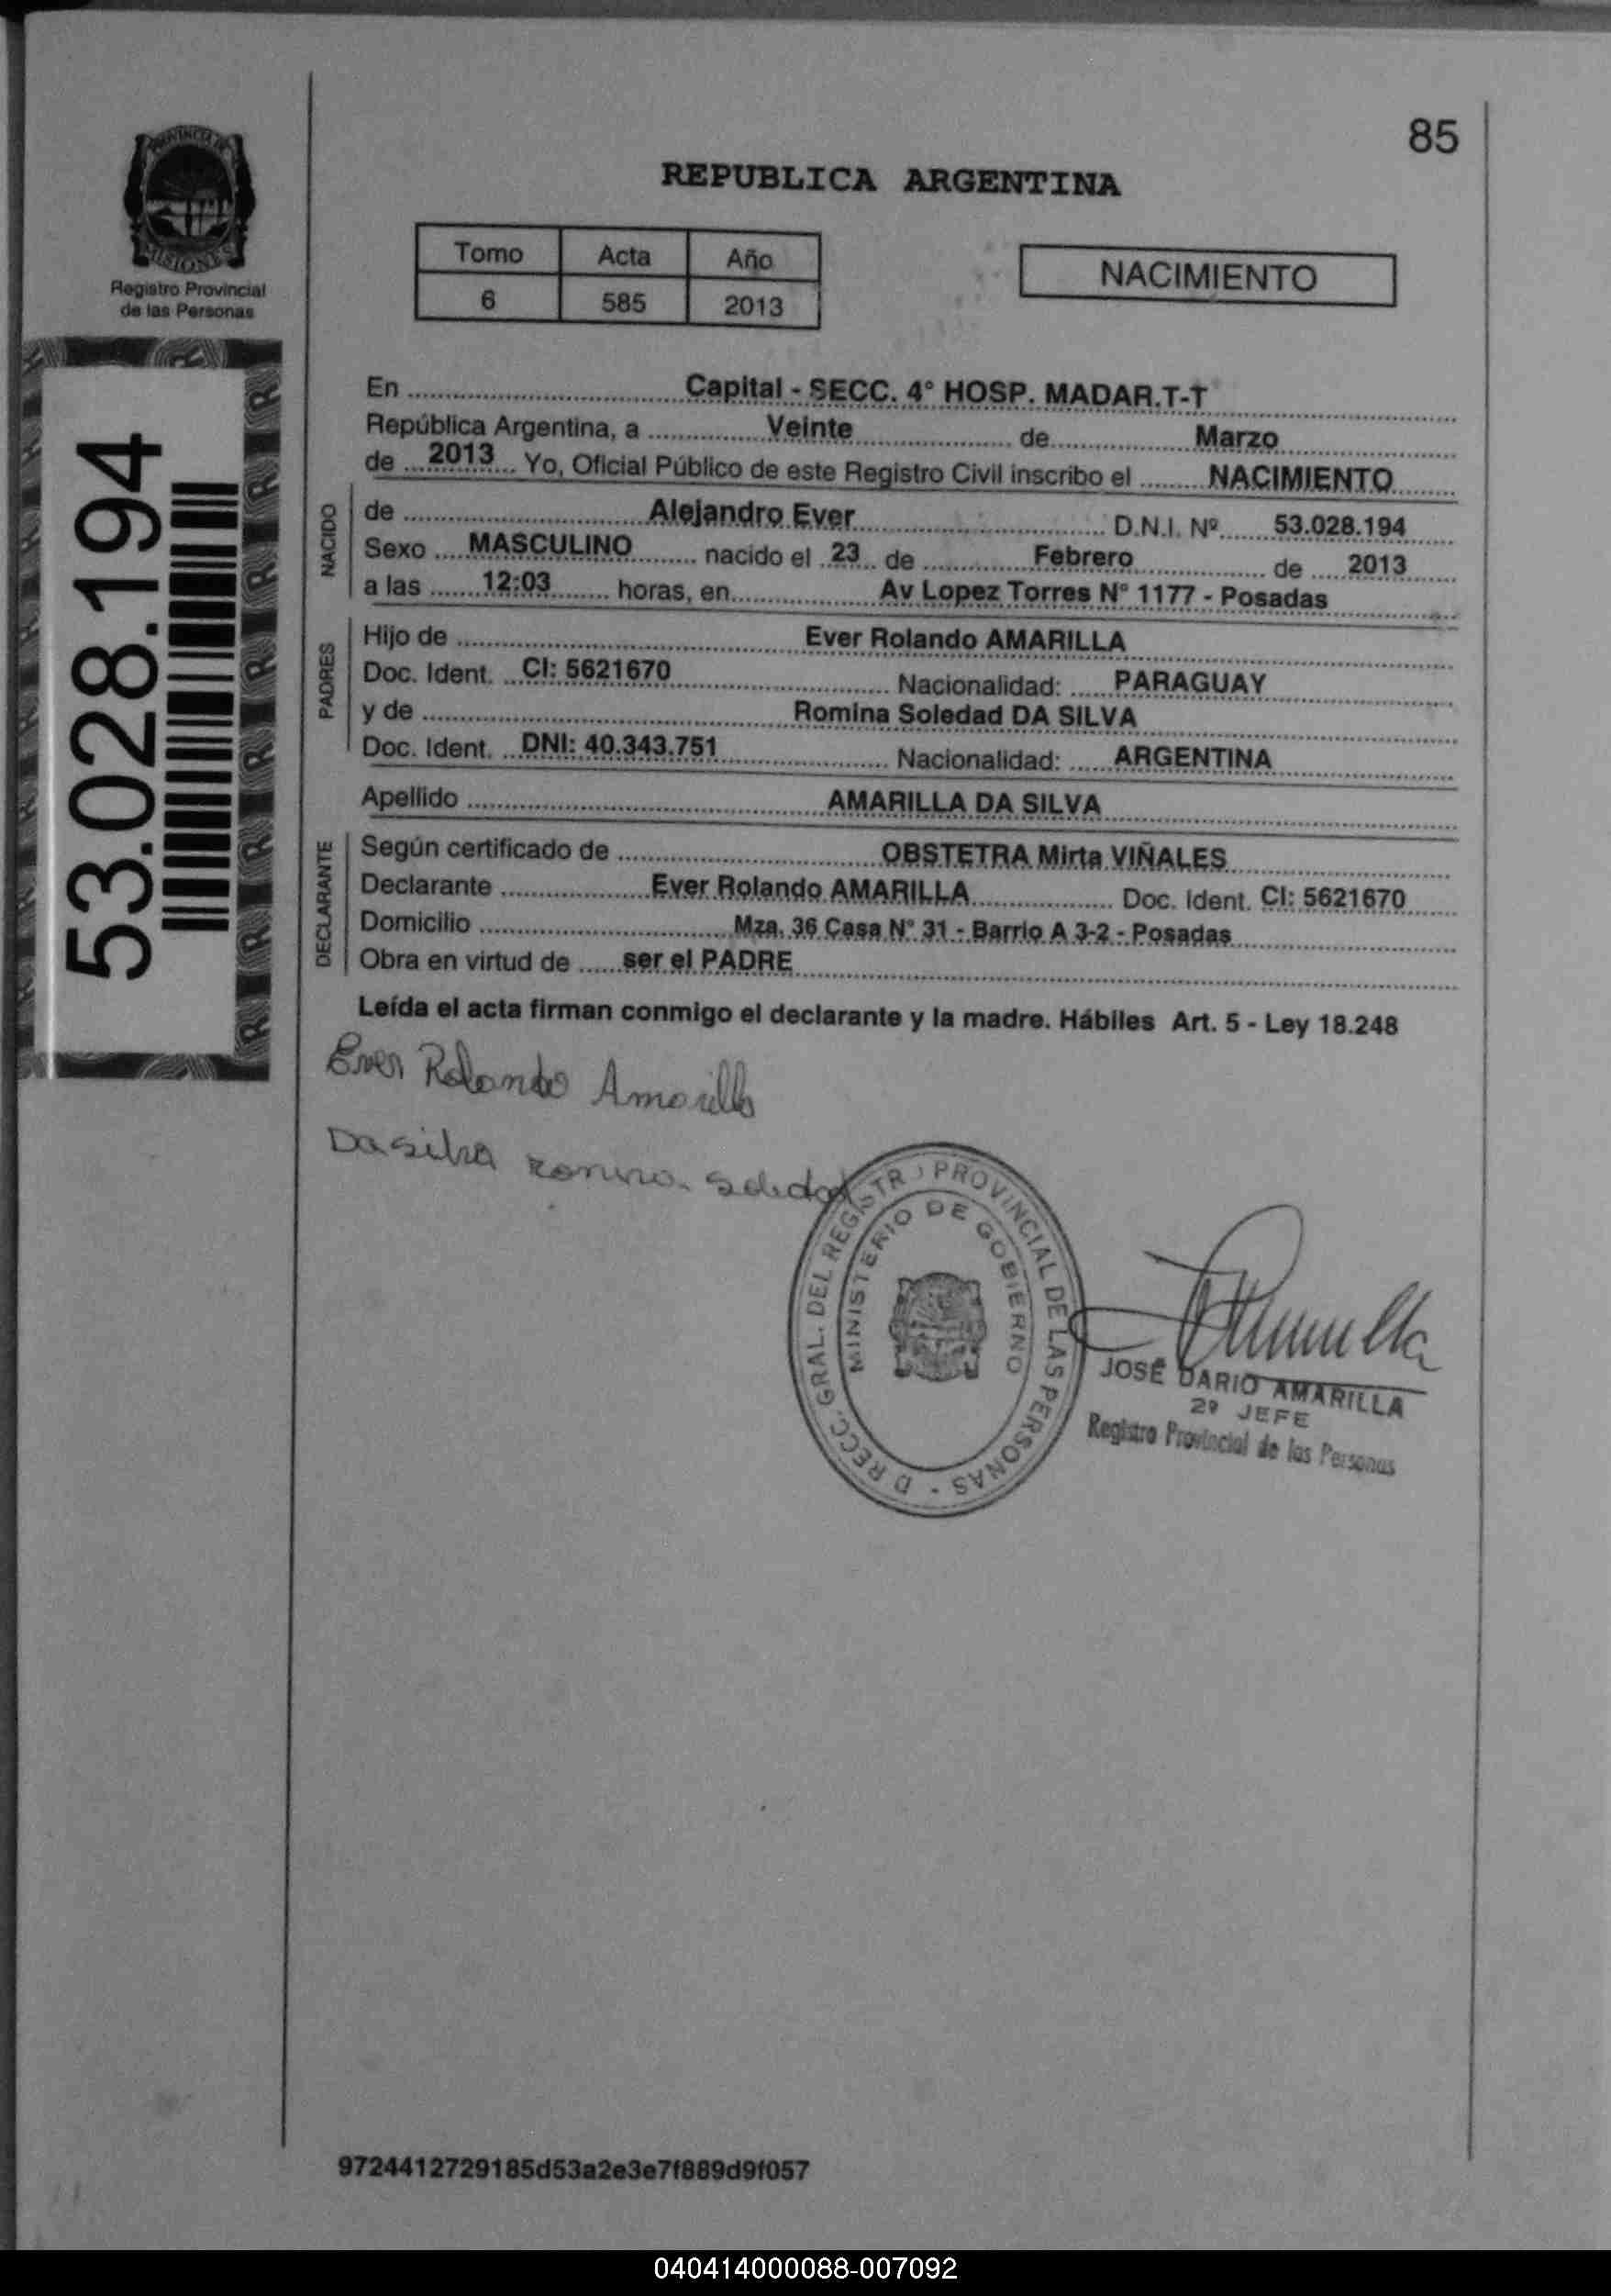 85
REPUBLICA ARGENTINA
PROVINCIA DE
MISIONES
Registro Provincial
de las Personas
Tomo Acta Año
6 585 2013
NACIMIENTO
53.028.194
En Capital - SECC. 4° HOSP. MADAR.T-T
República Argentina, a Veinte de Marzo
de 2013 Yo, Oficial Público de este Registro Civil inscribo el NACIMIENTO
NACIDO
de Alejandro Ever D.N.I. Nº 53.028.194
Sexo MASCULINO nacido el 23 de Febrero de 2013
a las 12:03 horas, en Av Lopez Torres N° 1177 - Posadas
PADRES
Hijo de Ever Rolando AMARILLA
Doc. Ident. CI: 5621670 Nacionalidad: PARAGUAY
y de Romina Soledad DA SILVA
Doc. Ident. DNI: 40.343.751 Nacionalidad: ARGENTINA
Apellido AMARILLA DA SILVA
DECLARANTE
Según certificado de OBSTETRA Mirta VIÑALES
Declarante Ever Rolando AMARILLA Doc. Ident. CI: 5621670
Domicilio Mza. 36 Casa N° 31 - Barrio A 3-2 - Posadas
Obra en virtud de ser el PADRE
Leída el acta firman conmigo el declarante y la madre. Hábiles Art. 5 - Ley 18.248
Ever Rolando Amarilla
Dasilva Romina Soledad
D RECC. GRAL. DEL REGISTR PROVINCIAL DE LAS PERSONAS -
MINISTERIO DE GOBIERNO
JOSÉ DARIO AMARILLA
2º JEFE
Registro Provincial de las Personas
9724412729185d53a2e3e7f889d9f057
040414000088-007092